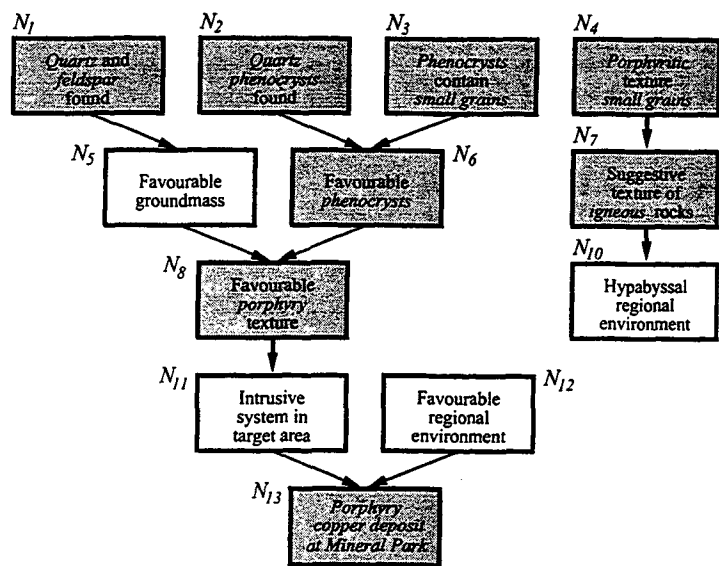 N1
Quartz and
feldspar
found
N2
Quartz
phenocrysts
found
N3
Phenocrysts
contain
small grains
N4
Porphyritic
texture
small grains
N5
Favourable
groundmass
N6
Favourable
phenocrysts
N7
Suggestive
texture of
igneous rocks
N8
Favourable
porphyry
texture
N10
Hypabyssal
regional
environment
N11
Intrusive
system in
target area
N12
Favourable
regional
environment
N13
Porphyry
copper deposit
at Mineral Park